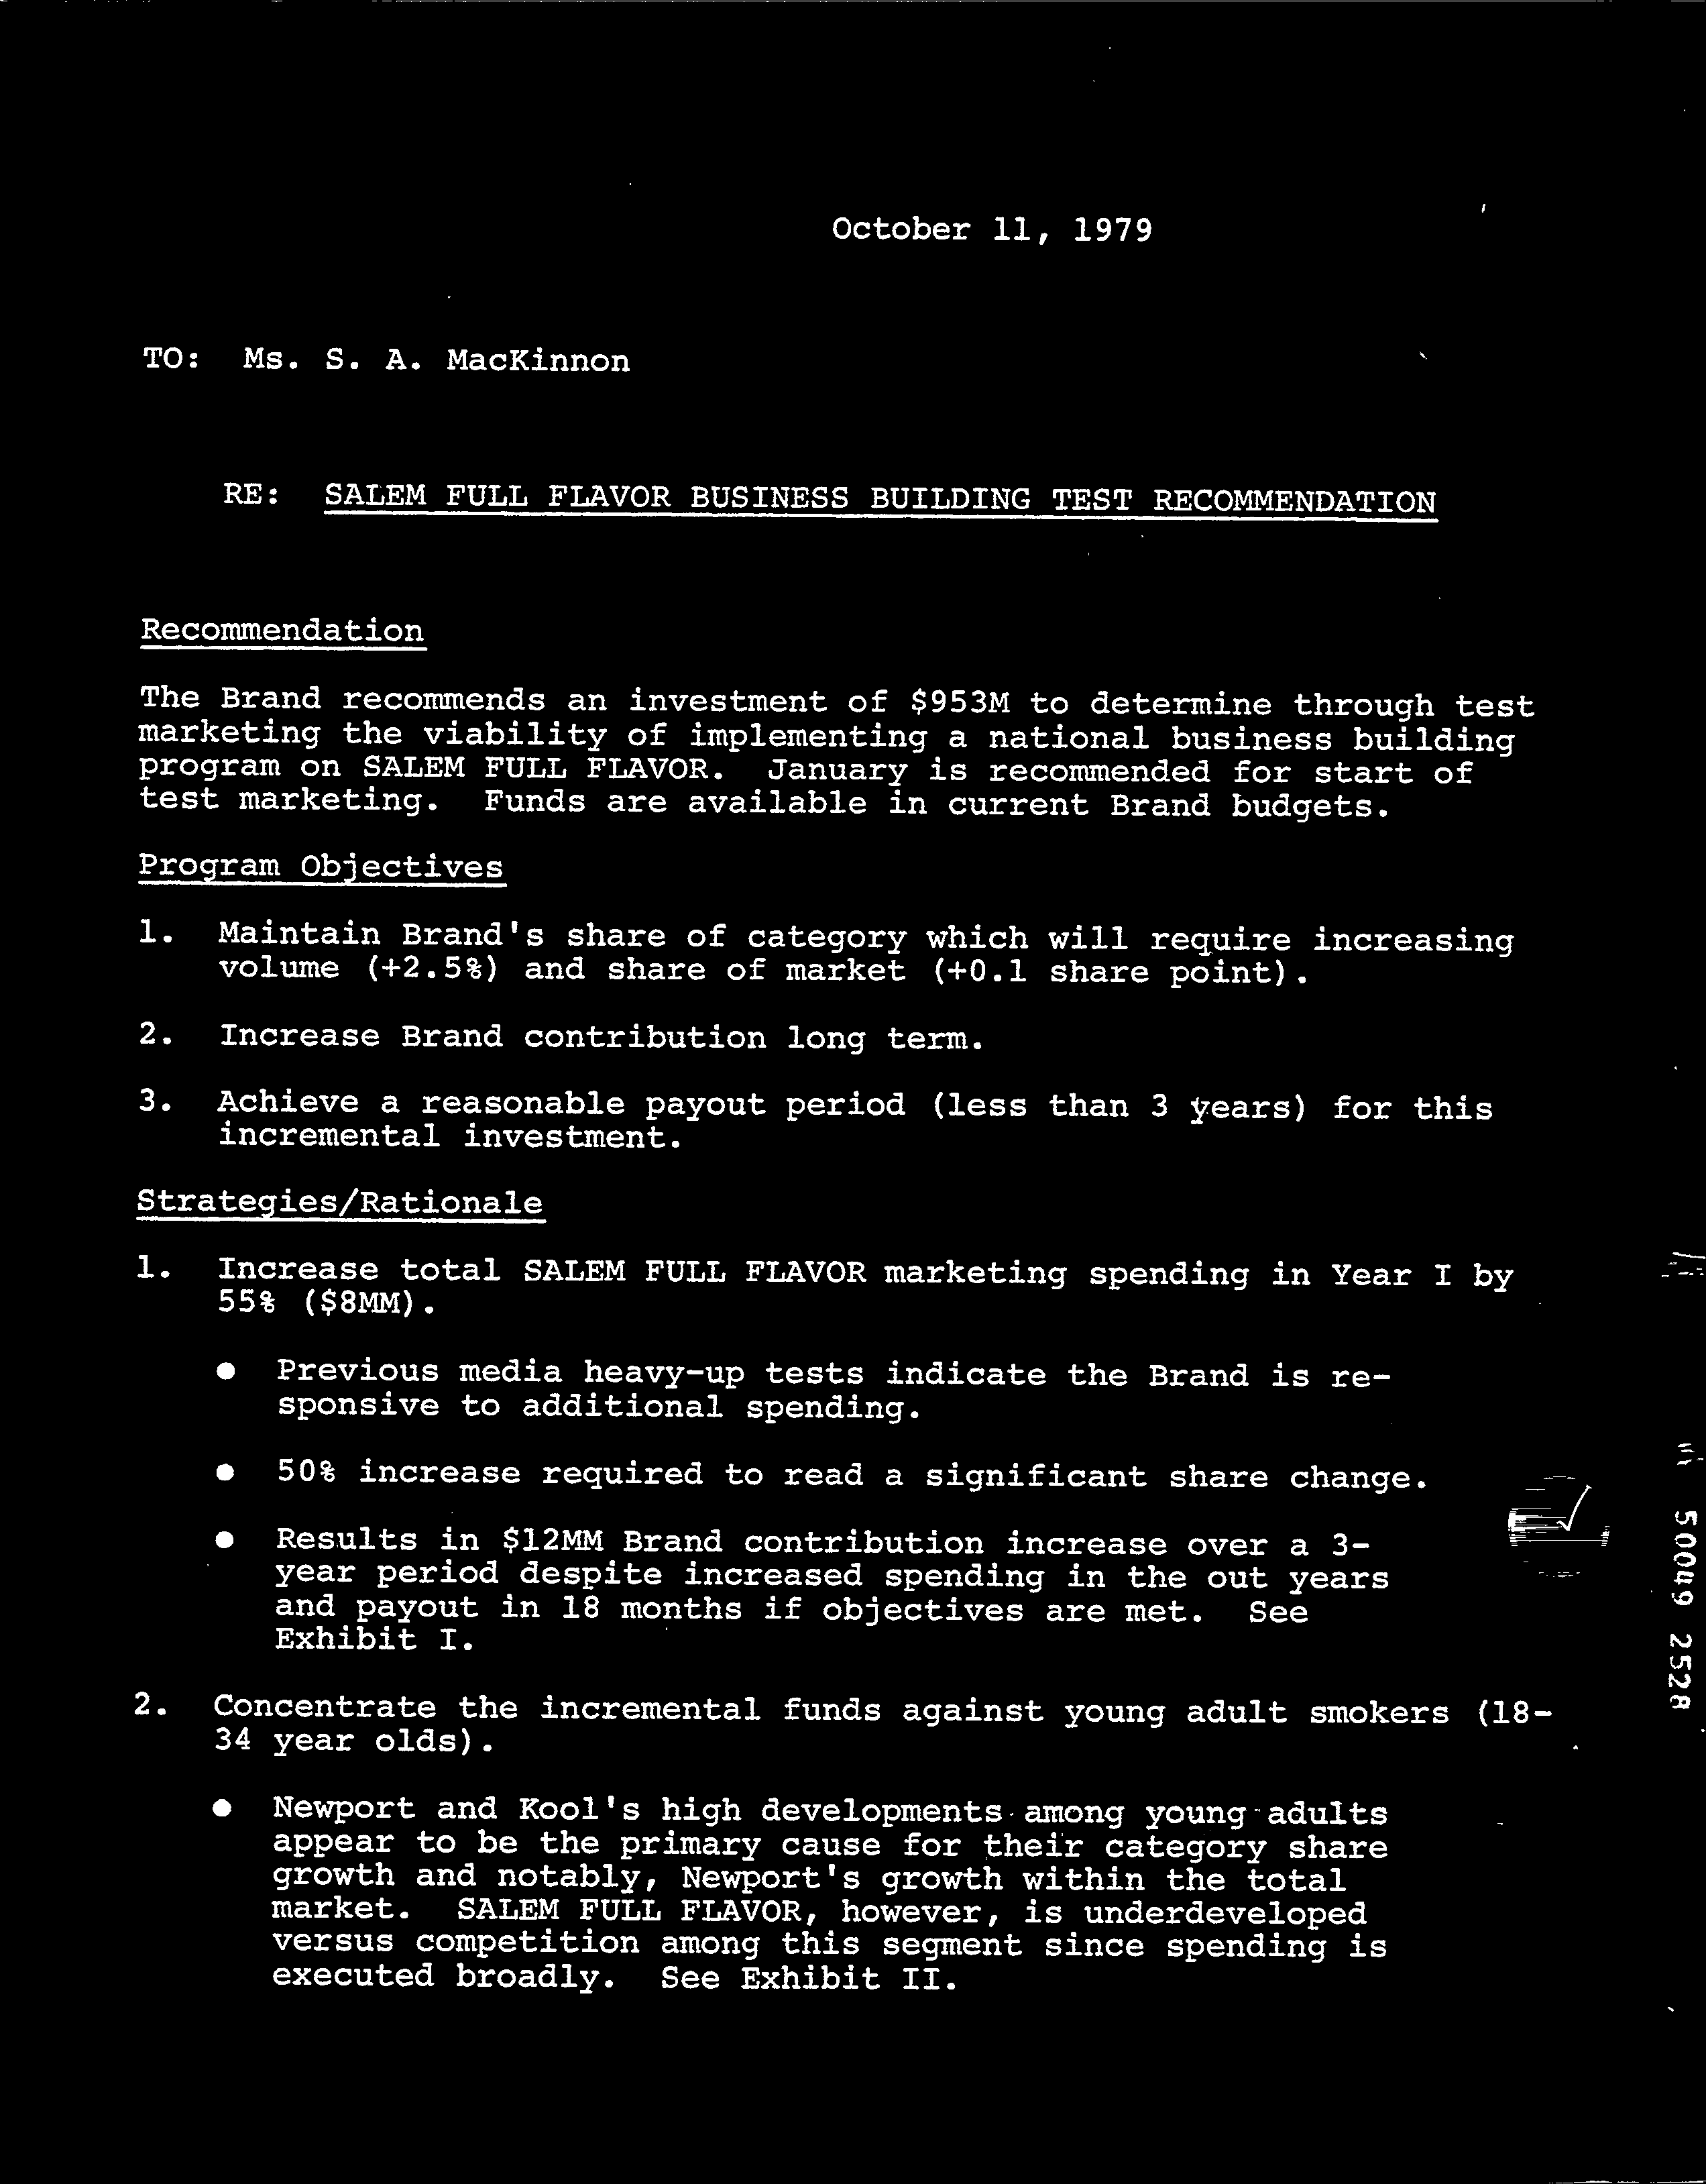 October 11, 1979
TO: Ms. S. A. MacKinnon
RE: SALEM FULL FLAVOR BUSINESS BUILDING TEST RECOMMENDATION
Recommendation
The Brand recommends an investment of $953M to determine through test
marketing the viability of implementing a national business building
program on SALEM FULL FLAVOR. January is recommended for start of
test marketing. Funds are available in current Brand budgets.
Program Objectives
1. Maintain Brand's share of category which will require increasing
volume (+2.5%) and share of market (+0.1 share point).
2. Increase Brand contribution long term.
3. Achieve a reasonable payout period (less than 3 years) for this
incremental investment.
Strategies/Rationale
1. Increase total SALEM FULL FLAVOR marketing spending in Year I by
55% ($8MM).
● Previous media heavy-up tests indicate the Brand is re-
sponsive to additional spending.
● 50% increase required to read a significant share change.
● Results in $12MM Brand contribution increase over a 3-
year period despite increased spending in the out years
and payout in 18 months if objectives are met. See
Exhibit I.
2. Concentrate the incremental funds against young adult smokers (18-
34 year olds).
● Newport and Kool's high developments among young adults
appear to be the primary cause for their category share
growth and notably, Newport's growth within the total
market. SALEM FULL FLAVOR, however, is underdeveloped
versus competition among this segment since spending is
executed broadly. See Exhibit II.
50049 2528